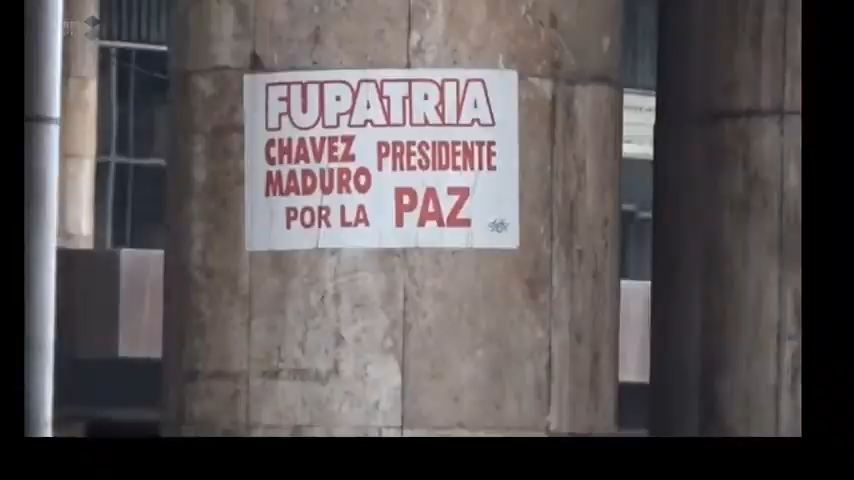 FUPATRIA
CHAVEZ PRESIDENTE
MADURO
POR LA PAZ